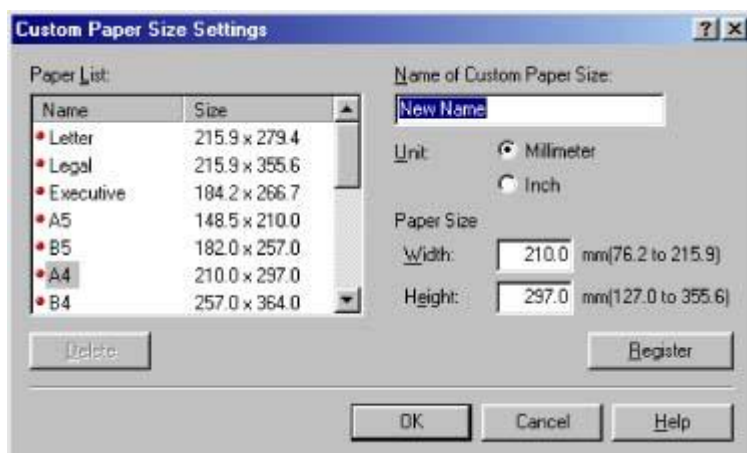 Custom Paper Size Settings
Paper List:
Name Size
Letter 215.9 x 279.4
Legal 215.9 x 355.6
Executive 184.2 x 266.7
A5 148.5 x 210.0
B5 182.0 x 257.0
A4 210.0 x 297.0
B4 257.0 x 364.0
Delete
Name of Custom Paper Size:
New Name
Unit: Millimeter
Inch
Paper Size
Width: 210.0 mm(76.2 to 215.9)
Height: 297.0 mm(127.0 to 355.6)
Register
OK Cancel Help